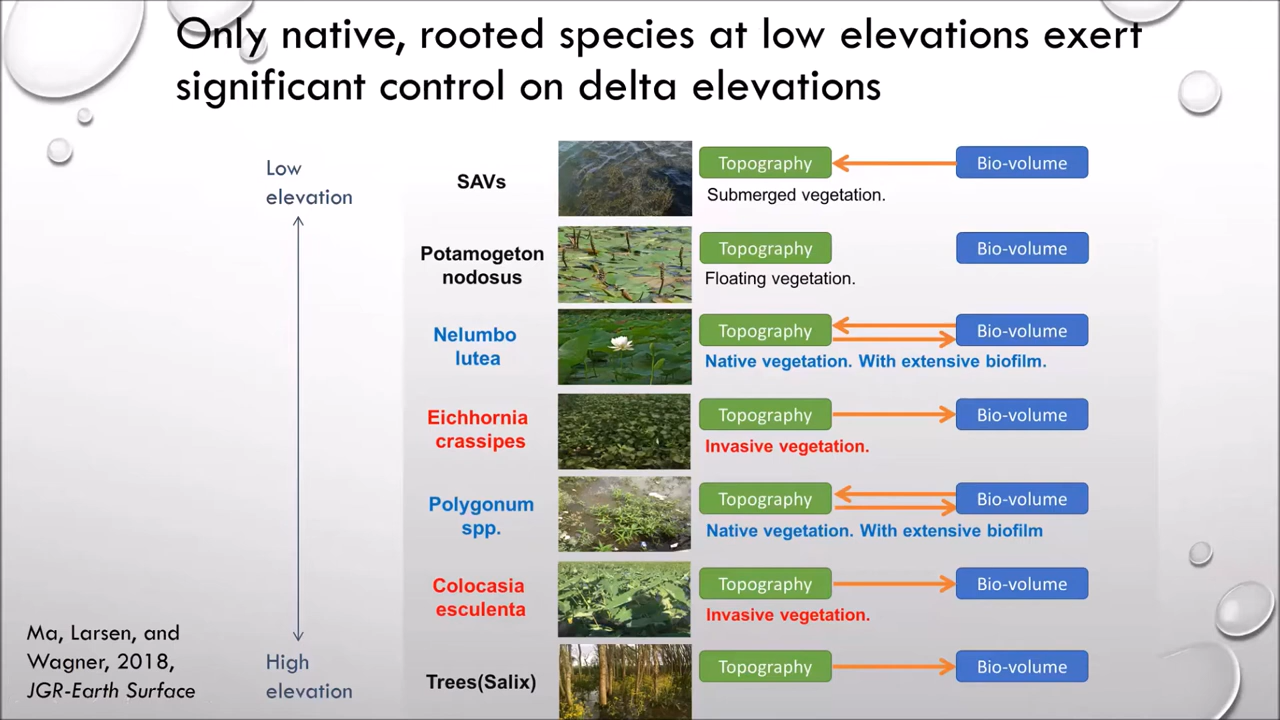 Only native, rooted species at low elevations exert
significant control on delta elevations
Low
elevation
SAVs
Topography
Bio-volume
Submerged vegetation.
Potamogeton
nodosus
Topography
Bio-volume
Floating vegetation.
Nelumbo
lutea
Topography
Bio-volume
Native vegetation. With extensive biofilm.
Eichhornia
crassipes
Topography
Bio-volume
Invasive vegetation.
Polygonum
spp.
Topography
Bio-volume
Native vegetation. With extensive biofilm
Colocasia
esculenta
Topography
Bio-volume
Invasive vegetation.
Trees(Salix)
Topography
Bio-volume
High
elevation
Ma, Larsen, and
Wagner, 2018,
JGR-Earth Surface